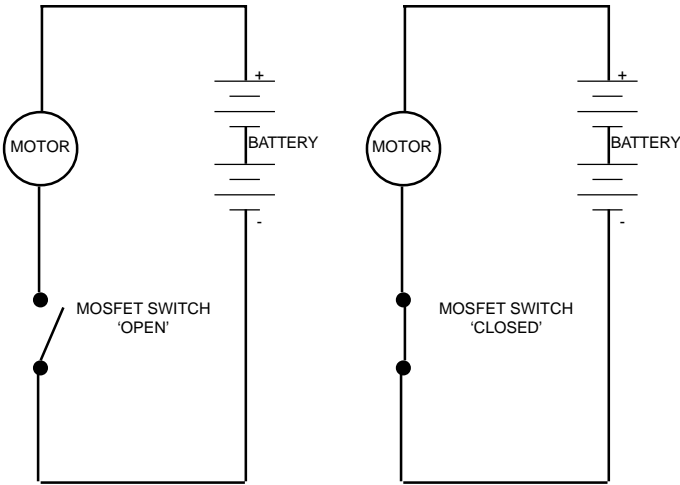 +
MOTOR
BATTERY
-
MOSFET SWITCH
‘OPEN’
+
MOTOR
BATTERY
-
MOSFET SWITCH
‘CLOSED’